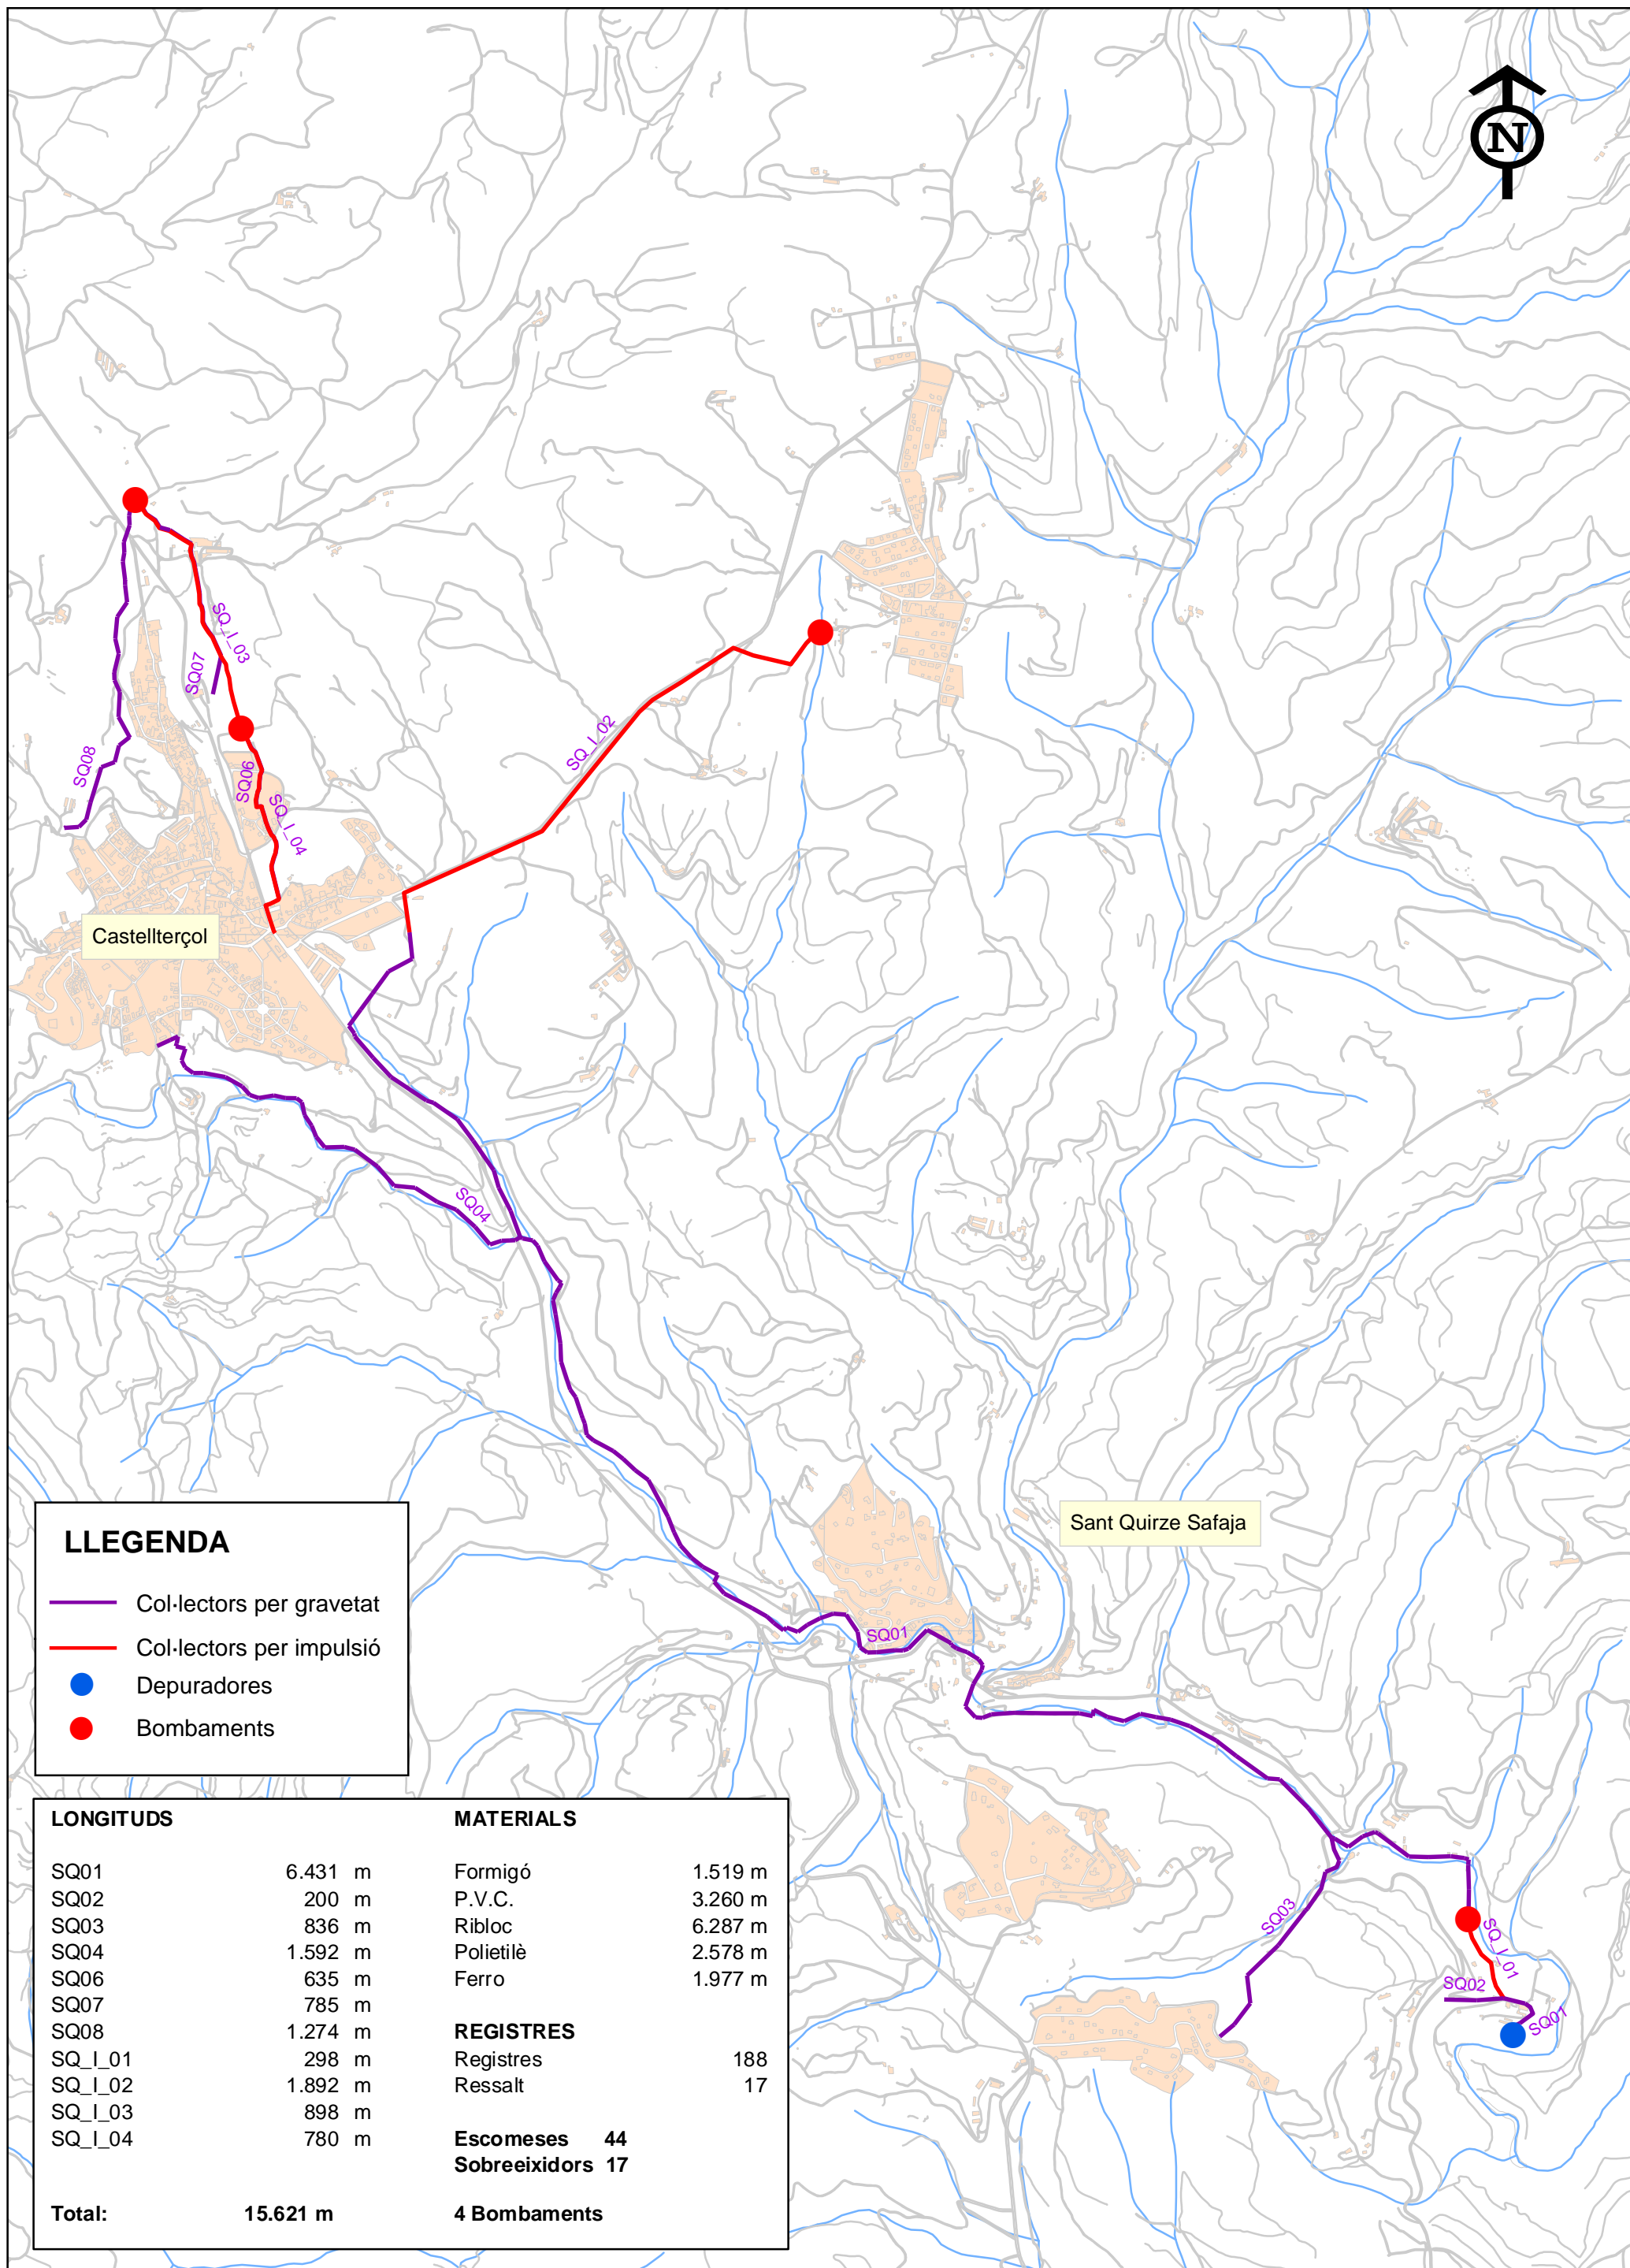 N
SQ_I_03
SQ07
SQ_I_02
SQ08
SQ06
SQ_I_04
Castellterçol
SQ04
Sant Quirze Safaja
SQ01
SQ03
SQ_I_01
SQ02
SQ01
LLEGENDA
Col·lectors per gravetat
Col·lectors per impulsió
Depuradores
Bombaments
LONGITUDS MATERIALS
SQ01 6.431 m Formigó 1.519 m
SQ02 200 m P.V.C. 3.260 m
SQ03 836 m Ribloc 6.287 m
SQ04 1.592 m Polietilè 2.578 m
SQ06 635 m Ferro 1.977 m
SQ07 785 m
SQ08 1.274 m REGISTRES
SQ_I_01 298 m Registres 188
SQ_I_02 1.892 m Ressalt 17
SQ_I_03 898 m
SQ_I_04 780 m Escomeses 44
Sobreeixidors 17
Total: 15.621 m 4 Bombaments